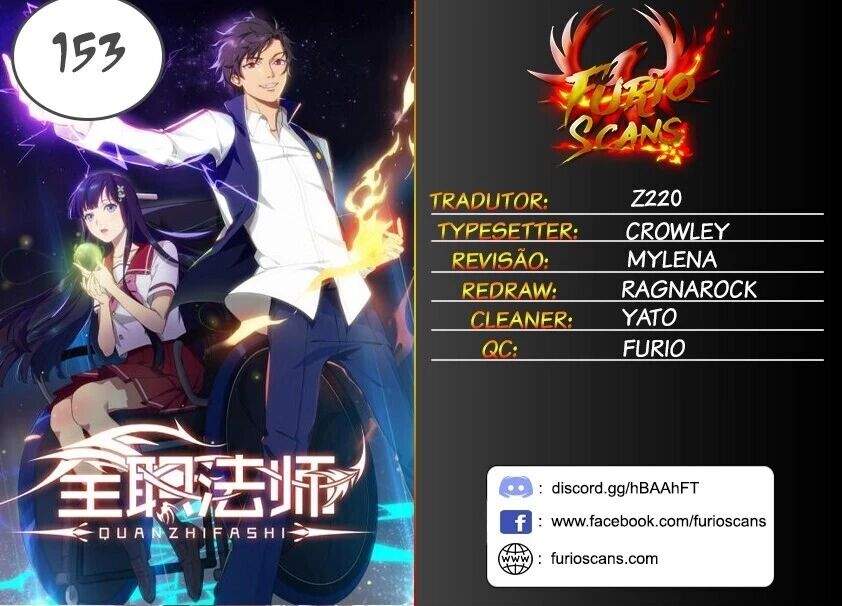 153
全职法师
QUANZHIFASHI
FURIO
SCANS
TRADUTOR: Z220
TYPESETTER: CROWLEY
REVISÃO: MYLENA
REDRAW: RAGNAROCK
CLEANER: YATO
QC: FURIO
: discord.gg/hBAAhFT
f : www.facebook.com/furioscans
www : furioscans.com